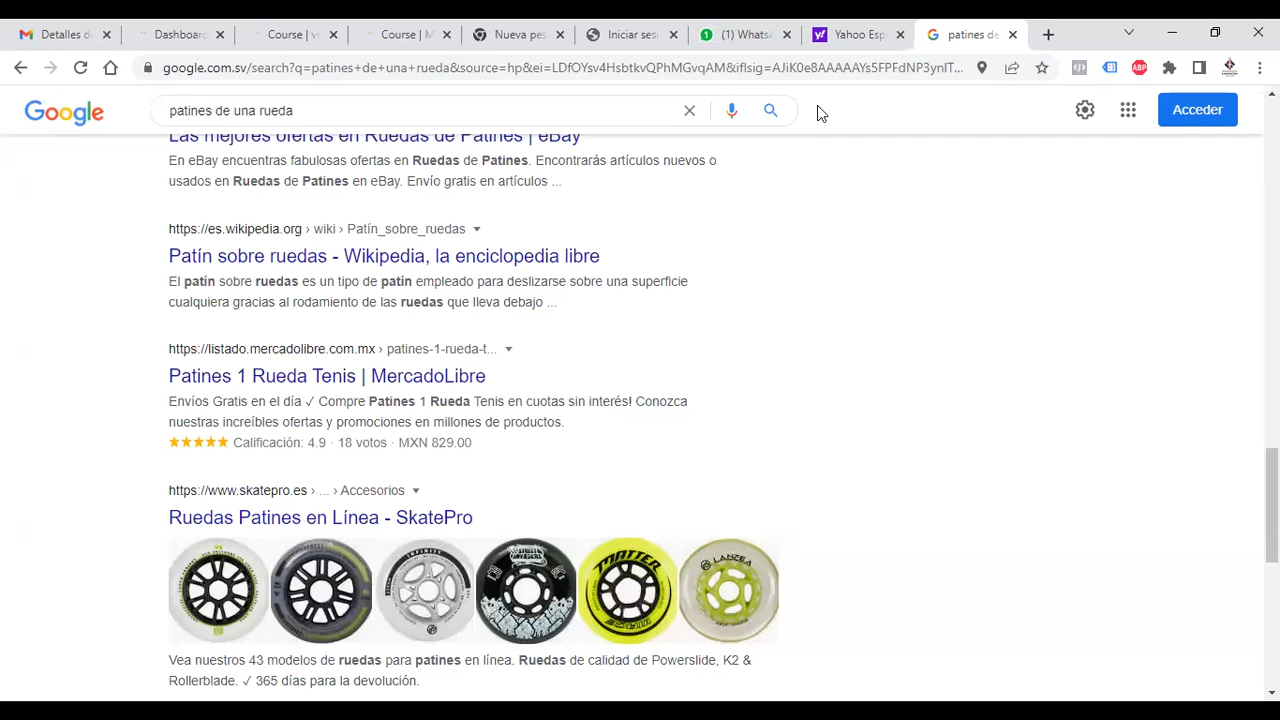 Detalles d
Dashboard
Course | v
Course | M
Nueva pes
Iniciar ses
(1) Whats
Yahoo Esp
patines de
google.com.sv/search?q=patines+de+una+rueda&source=hp&ei=LDfOYsv4HsbtkvQPhMGvqAM&iflsig=AJiK0e8AAAAAYs5FPFdNP3ynIT...
Google
patines de una rueda
Acceder
Las mejores ofertas en Ruedas de Patines | eBay
En eBay encuentras fabulosas ofertas en Ruedas de Patines. Encontrarás artículos nuevos o
usados en Ruedas de Patines en eBay. Envío gratis en artículos ...
https://es.wikipedia.org › wiki › Patín_sobre_ruedas
Patín sobre ruedas - Wikipedia, la enciclopedia libre
El patín sobre ruedas es un tipo de patín empleado para deslizarse sobre una superficie
cualquiera gracias al rodamiento de las ruedas que lleva debajo ...
https://listado.mercadolibre.com.mx › patines-1-rueda-t...
Patines 1 Rueda Tenis | MercadoLibre
Envíos Gratis en el día ✓ Compre Patines 1 Rueda Tenis en cuotas sin interés! Conozca
nuestras increíbles ofertas y promociones en millones de productos.
Calificación: 4.9 · 18 votos · MXN 829.00
https://www.skatepro.es › ... › Accesorios
Ruedas Patines en Línea - SkatePro
INFINITY
MATTER
LANZEA
Vea nuestros 43 modelos de ruedas para patines en línea. Ruedas de calidad de Powerslide, K2 &
Rollerblade. ✓ 365 días para la devolución.